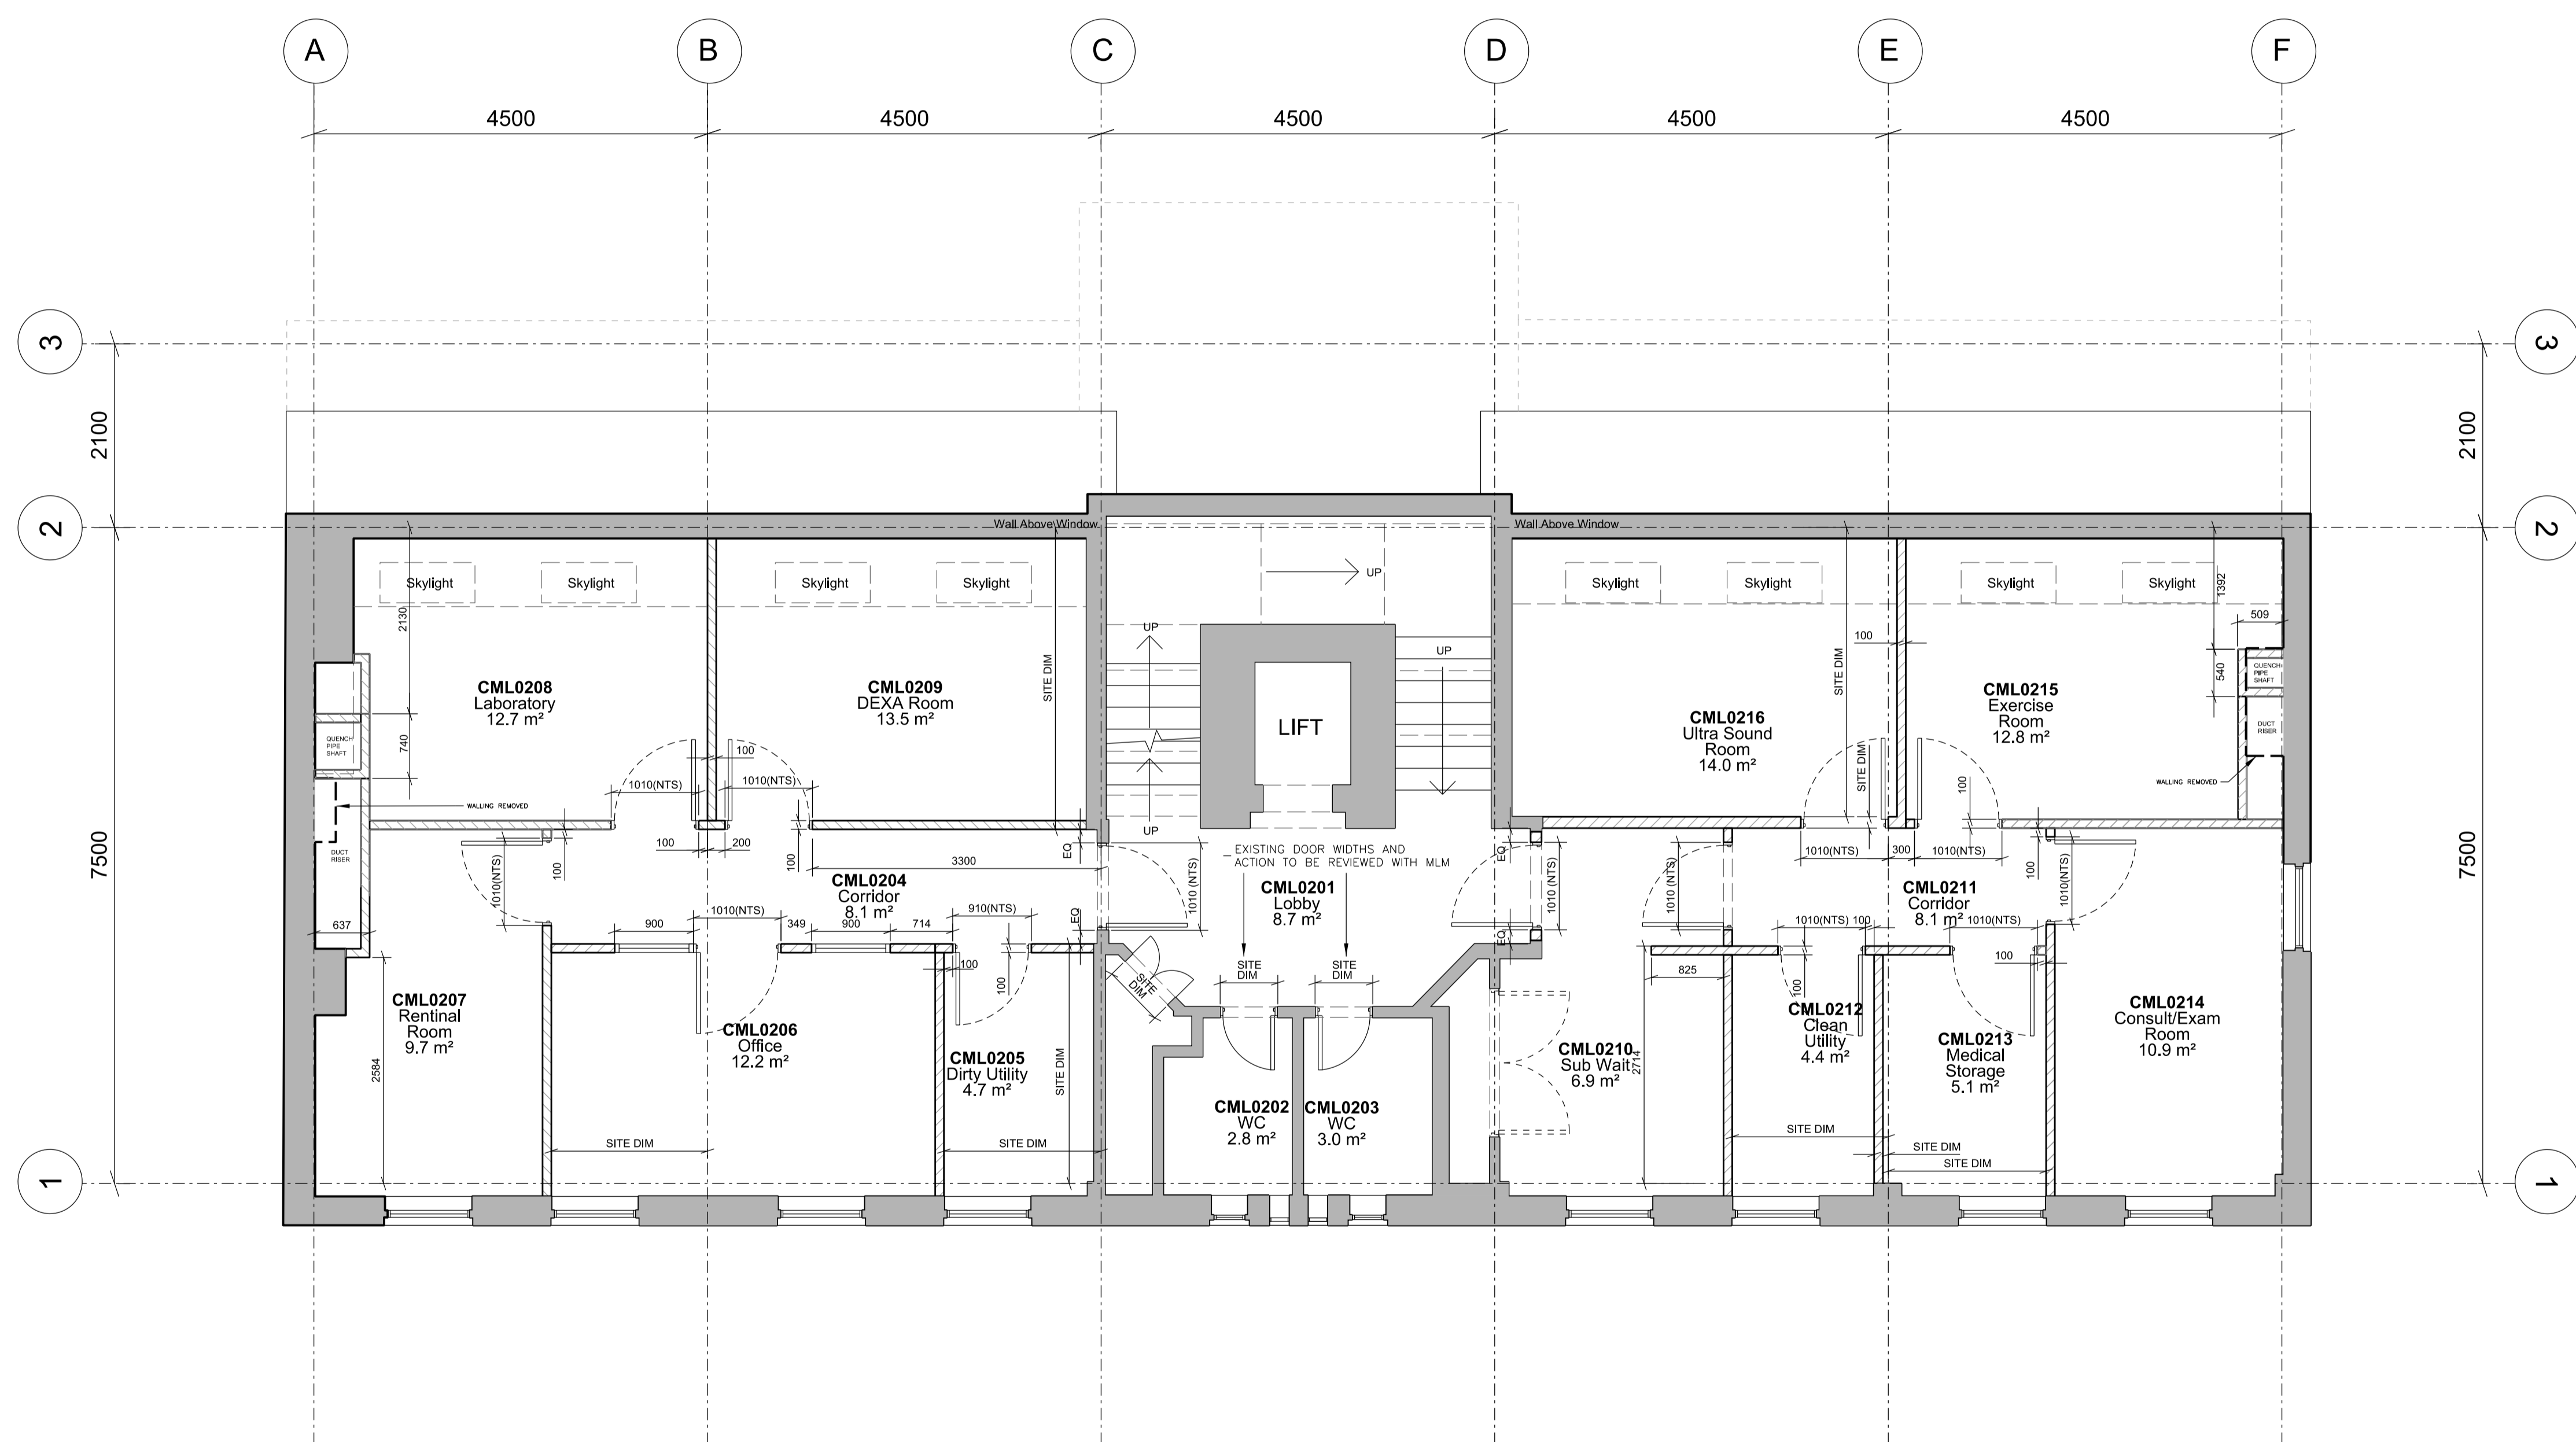 A
B
C
D
E
F
4500
4500
4500
4500
4500
3
3
2100
2100
2
2
Wall Above Window
Wall Above Window
Skylight
Skylight
Skylight
Skylight
Skylight
Skylight
Skylight
Skylight
UP
UP
UP
UP
2130
1392
509
540
100
SITE DIM
SITE DIM
CML0208
Laboratory
12.7 m²
CML0209
DEXA Room
13.5 m²
LIFT
CML0216
Ultra Sound
Room
14.0 m²
CML0215
Exercise
Room
12.8 m²
QUENCH
PIPE
SHAFT
QUENCH
PIPE
SHAFT
DUCT
RISER
740
100
1010(NTS)
1010(NTS)
SITE DIM
WALLING REMOVED
WALLING REMOVED
100
7500
7500
DUCT
RISER
100
200
100
100
1010(NTS)
3300
EQ
EQ
EXISTING DOOR WIDTHS AND
ACTION TO BE REVIEWED WITH MLM
1010 (NTS)
1010 (NTS)
1010 (NTS)
1010(NTS)
300
1010(NTS)
100
1010(NTS)
CML0204
Corridor
8.1 m²
CML0201
Lobby
8.7 m²
CML0211
Corridor
8.1 m²
637
900
1010(NTS)
349
900
714
910(NTS)
EQ
EQ
1010(NTS)
100
1010(NTS)
100
100
SITE
DIM
SITE
DIM
SITE
DIM
825
100
100
CML0207
Rentinal
Room
9.7 m²
2584
CML0206
Office
12.2 m²
CML0205
Dirty Utility
4.7 m²
SITE DIM
CML0202
WC
2.8 m²
CML0203
WC
3.0 m²
CML0210
Sub Wait
6.9 m²
2714
CML0212
Clean
Utility
4.4 m²
CML0213
Medical
Storage
5.1 m²
CML0214
Consult/Exam
Room
10.9 m²
SITE DIM
SITE DIM
SITE DIM
SITE DIM
SITE DIM
1
1